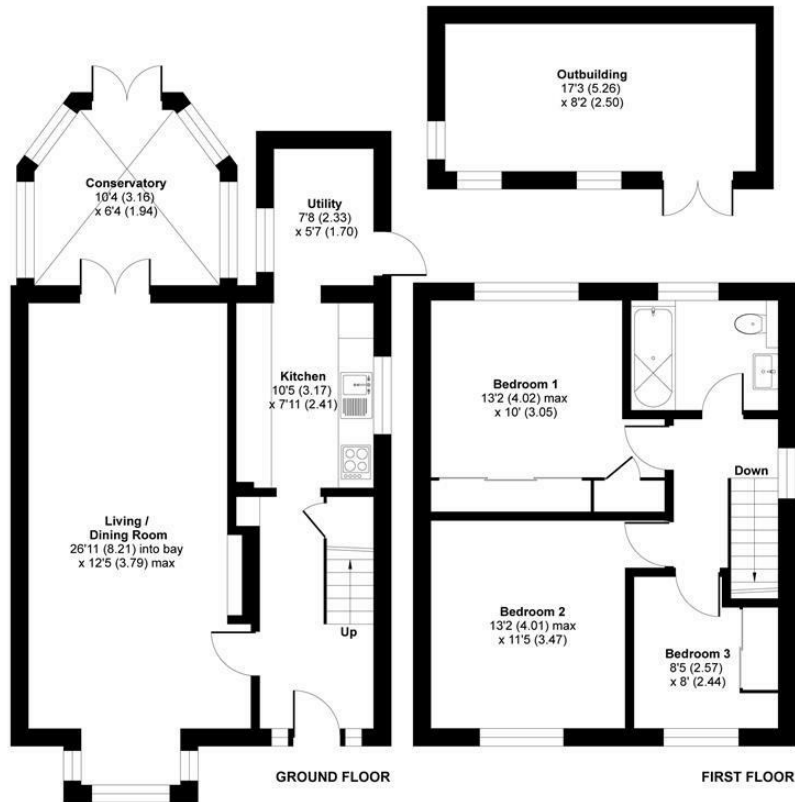 Outbuilding
17'3 (5.26)
x 8'2 (2.50)
Conservatory
10'4 (3.16)
x 6'4 (1.94)
Utility
7'8 (2.33)
x 5'7 (1.70)
Kitchen
10'5 (3.17)
x 7'11 (2.41)
Living /
Dining Room
26'11 (8.21) into bay
x 12'5 (3.79) max
Up
GROUND FLOOR
Bedroom 1
13'2 (4.02) max
x 10' (3.05)
Down
Bedroom 2
13'2 (4.01) max
x 11'5 (3.47)
Bedroom 3
8'5 (2.57)
x 8' (2.44)
FIRST FLOOR